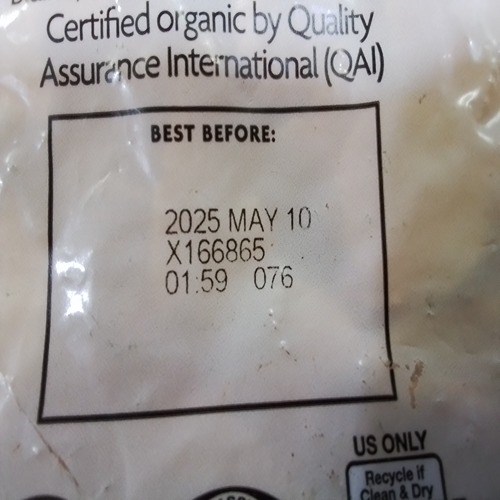 Certified organic by Quality
Assurance International (QAI)
BEST BEFORE:
2025 MAY 10
X166865
01:59 076
US ONLY
Recycle if
Clean & Dry